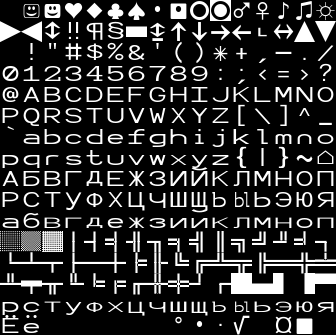 ☺☻♥♦♣♠•◘○◙♂♀♪♫☼
►◄↕‼¶§▬↨↑↓→←∟↔▲▼
!"#$%&'()*+,-./
0123456789:;<=>?
@ABCDEFGHIJKLMNO
PQRSTUVWXYZ[\]^_
`abcdefghijklmno
pqrstuvwxyz{|}~⌂
АБВГДЕЖЗИЙКЛМНОП
РСТУФХЦЧШЩЪЫЬЭЮЯ
абвгдежзийклмноп
░▒▓│┤╡╢╖╕╣║╗╝╜╛┐
└┴┬├─┼╞╟╚╔╩╦╠═╬╧
╨╤╥╙╘╒╓╫╪┘┌█▄▌▐▀
рстуфхцчшщъыьэюя
Ёё °•·√ ¤■